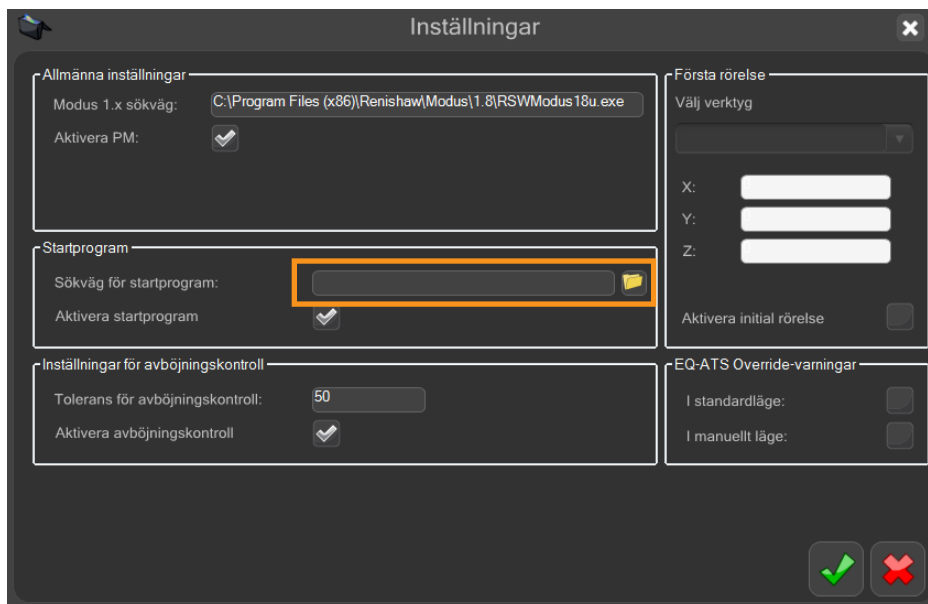 Inställningar
Allmänna inställningar
Modus 1.x sökväg:
C:\Program Files (x86)\Renishaw\Modus\1.8\RSWModus18u.exe
Aktivera PM:
Startprogram
Sökväg för startprogram:
Aktivera startprogram
Inställningar för avböjningskontroll
Tolerans för avböjningskontroll:
50
Aktivera avböjningskontroll
Första rörelse
Välj verktyg
X:
Y:
Z:
Aktivera initial rörelse
EQ-ATS Override-varningar
I standardläge:
I manuellt läge: